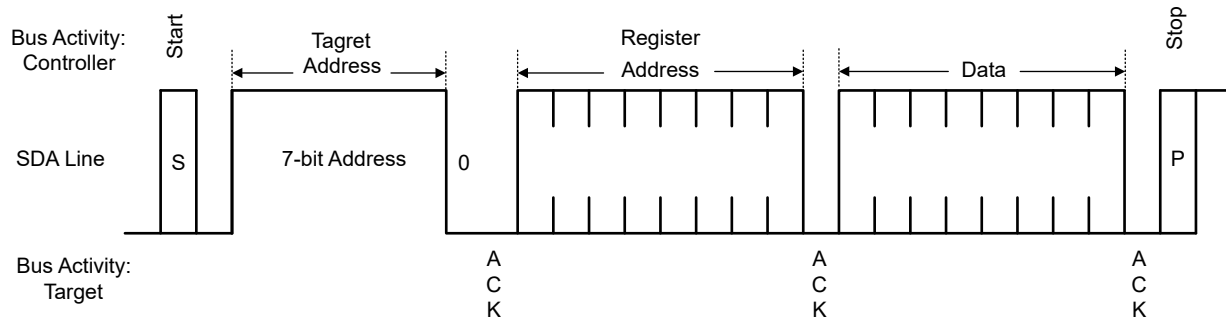 Bus Activity:
Controller
Start
Tagret
Address
Register
Address
Data
Stop
SDA Line
S
7-bit Address
0
P
Bus Activity:
Target
A
C
K
A
C
K
A
C
K